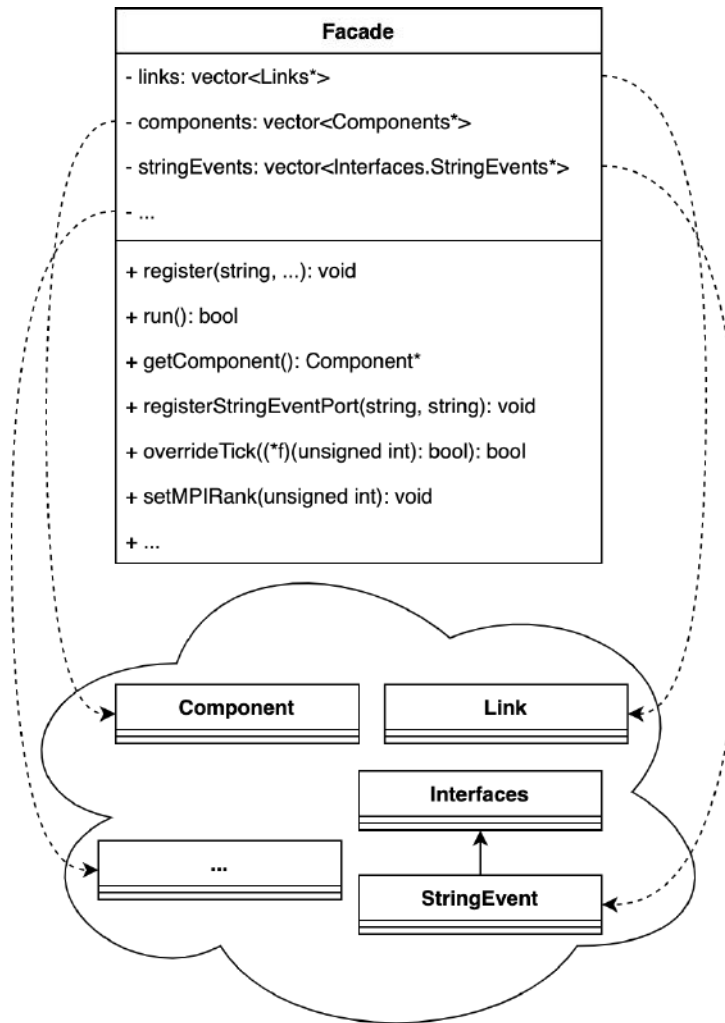 Facade
- links: vector<Links*>
- components: vector<Components*>
- stringEvents: vector<Interfaces.StringEvents*>
- ...
+ register(string, ...): void
+ run(): bool
+ getComponent(): Component*
+ registerStringEventPort(string, string): void
+ overrideTick((*f)(unsigned int): bool): bool
+ setMPIRank(unsigned int): void
+ ...
Component
Link
Interfaces
...
StringEvent